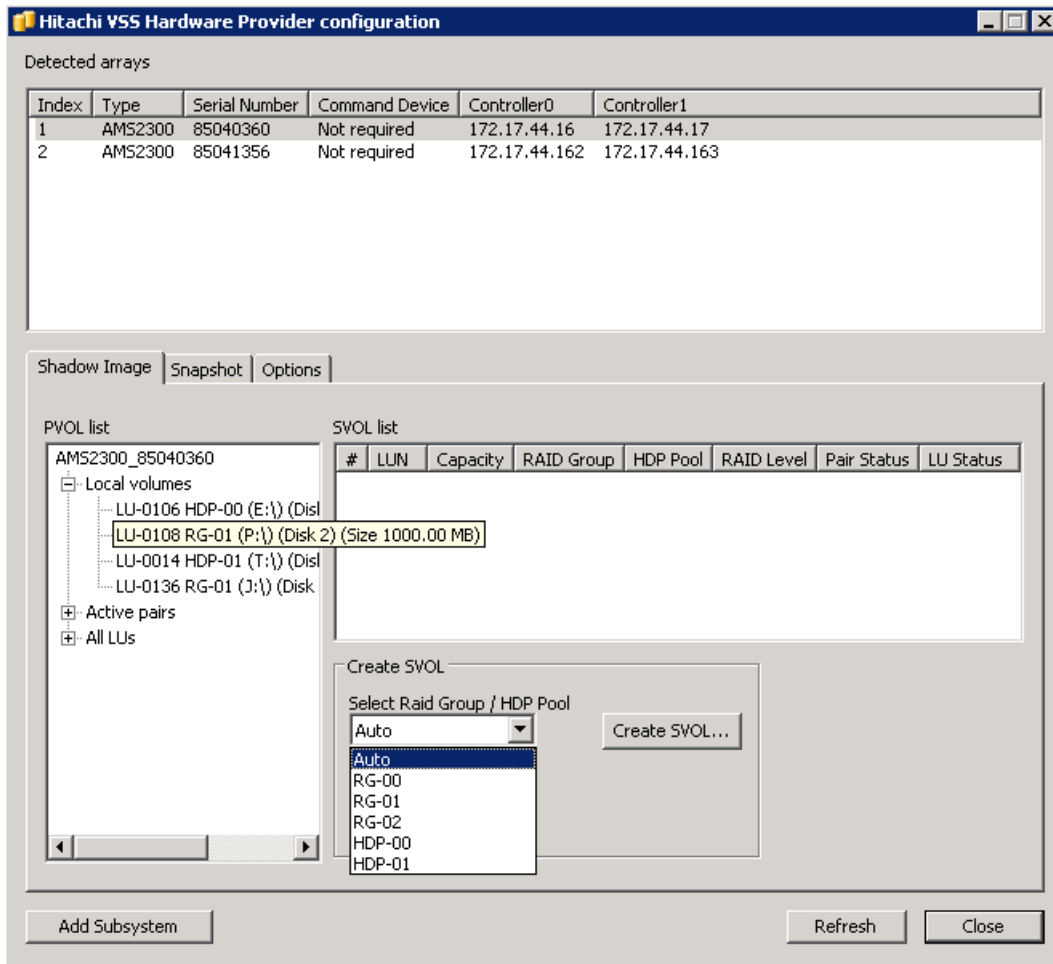 Hitachi VSS Hardware Provider configuration
Detected arrays
Index Type Serial Number Command Device Controller0 Controller1
1 AMS2300 85040360 Not required 172.17.44.16 172.17.44.17
2 AMS2300 85041356 Not required 172.17.44.162 172.17.44.163
Shadow Image Snapshot Options
PVOL list
AMS2300_85040360
Local volumes
LU-0106 HDP-00 (E:\) (Disl
LU-0108 RG-01 (P:\) (Disk 2) (Size 1000.00 MB)
LU-0014 HDP-01 (T:\) (Disl
LU-0136 RG-01 (J:\) (Disk
Active pairs
All LUs
SVOL list
# LUN Capacity RAID Group HDP Pool RAID Level Pair Status LU Status
Create SVOL
Select Raid Group / HDP Pool
Auto
Create SVOL...
Auto
RG-00
RG-01
RG-02
HDP-00
HDP-01
Add Subsystem Refresh Close